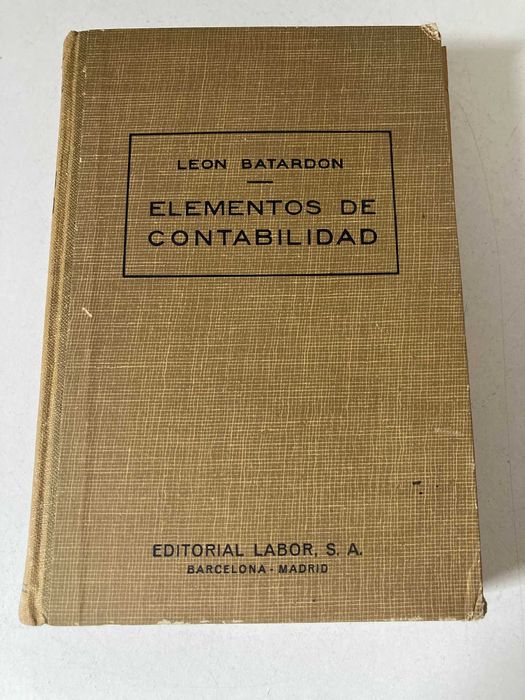 LEON BATARDON
ELEMENTOS DE
CONTABILIDAD
EDITORIAL LABOR, S. A.
BARCELONA - MADRID